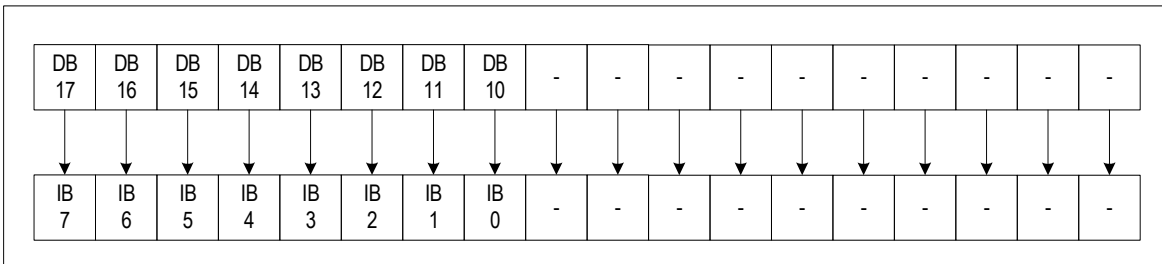 DB DB DB DB DB DB DB DB - - - - - - - - - -
17 16 15 14 13 12 11 10
IB IB IB IB IB IB IB IB - - - - - - - - - -
7 6 5 4 3 2 1 0